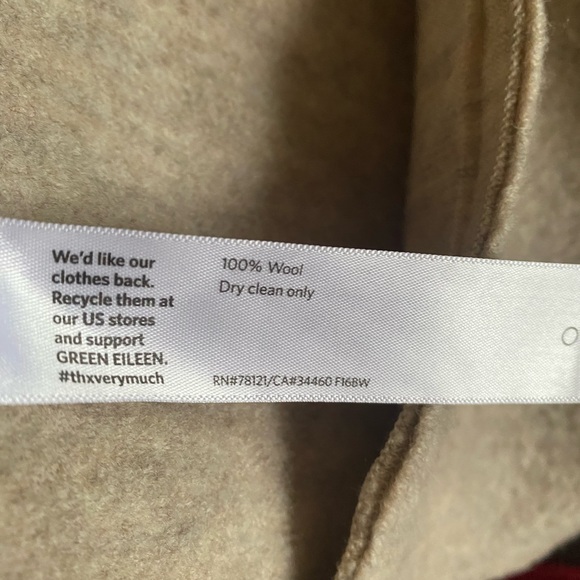 We'd like our
clothes back.
Recycle them at
our US stores
and support
GREEN EILEEN.
#thxverymuch
100% Wool
Dry clean only
RN#78121/CA#34460 F16BW